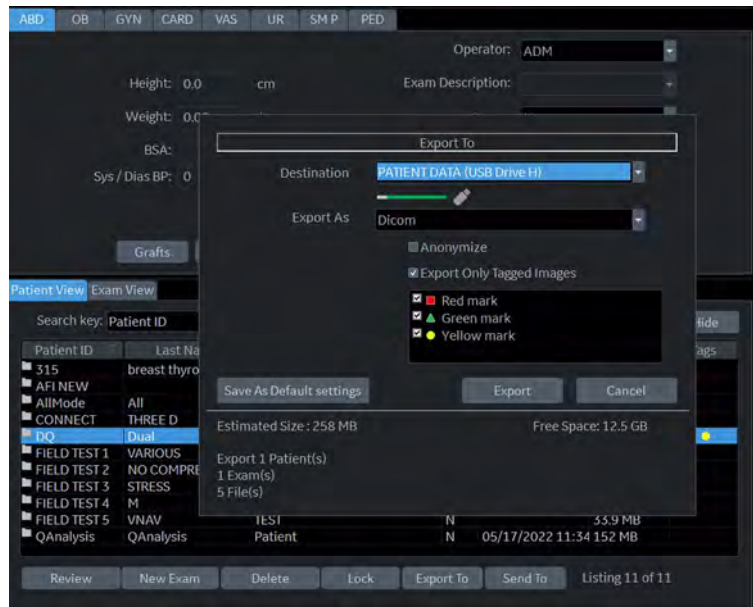 ABD OB GYN CARD VAS UR SM P PED
Operator: ADM
Height: 0.0 cm Exam Description:
Weight:
BSA:
Sys / Dias BP: 0
Grafts
Export To
Destination PATIENT DATA (USB Drive H)
Export As Dicom
Anonymize
Export Only Tagged Images
Red mark
Green mark
Yellow mark
Save As Default settings Export Cancel
Estimated Size : 258 MB Free Space: 12.5 GB
Export 1 Patient(s)
1 Exam(s)
5 File(s)
Patient View Exam View
Search key: Patient ID
Patient ID
315 breast thyro
AFI NEW
AllMode All
CONNECT THREE D
DQ Dual
FIELD TEST 1 VARIOUS
FIELD TEST 2 NO COMPRE
FIELD TEST 3 STRESS
FIELD TEST 4 M
FIELD TEST 5 VNAV TEST N 33.9 MB
QAnalysis QAnalysis Patient N 05/17/2022 11:34 152 MB
Review New Exam Delete Lock Export To Send To Listing 11 of 11